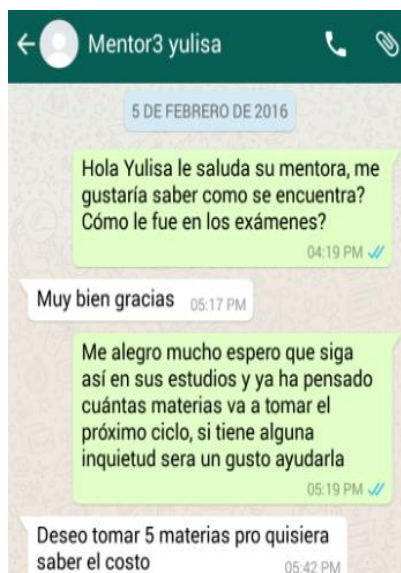 Mentor3 yulisa
5 DE FEBRERO DE 2016
Hola Yulisa le saluda su mentora, me
gustaría saber como se encuentra?
Cómo le fue en los exámenes?
04:19 PM
Muy bien gracias 05:17 PM
Me alegro mucho espero que siga
así en sus estudios y ya ha pensado
cuántas materias va a tomar el
próximo ciclo, si tiene alguna
inquietud sera un gusto ayudarla
05:19 PM
Deseo tomar 5 materias pro quisiera
saber el costo 05:42 PM